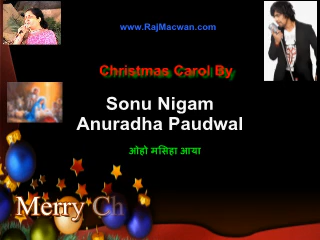 www.RajMacwan.com
Christmas Carol By
Sonu Nigam
Anuradha Paudwal
ओहो मसिहा आया
Merry Ch